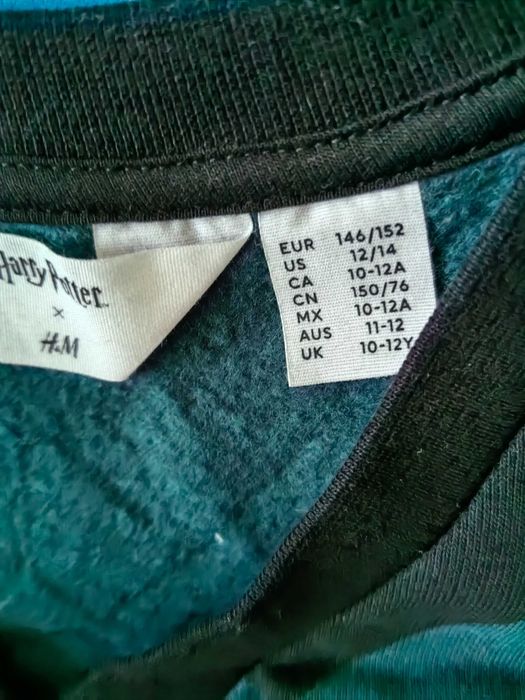 Harry Potter
×
H&M
EUR 146/152
US 12/14
CA 10-12A
CN 150/76
MX 10-12A
AUS 11-12
UK 10-12Y